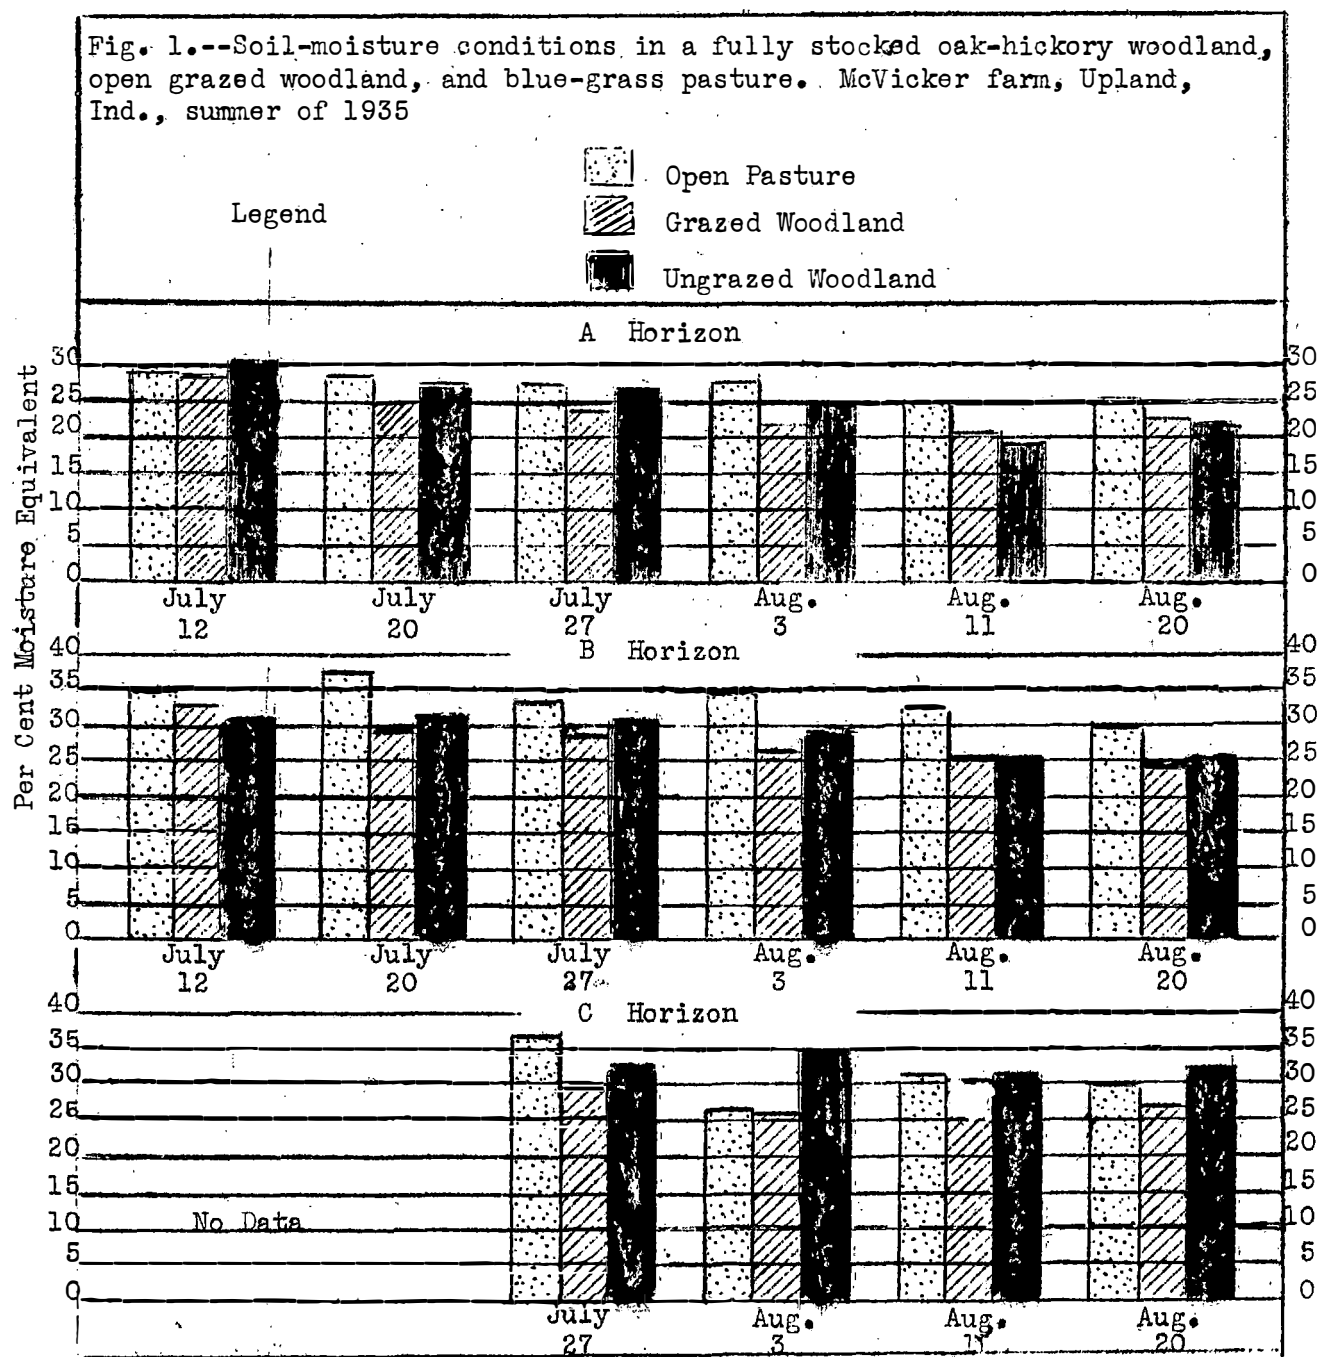 Fig. 1.--Soil-moisture conditions in a fully stocked oak-hickory woodland,
open grazed woodland, and blue-grass pasture. McVicker farm, Upland,
Ind., summer of 1935
Legend
Open Pasture
Grazed Woodland
Ungrazed Woodland
Per Cent Moisture Equivalent
A Horizon
30 30
25 25
20 20
15 15
10 10
5 5
0 0
July July July Aug. Aug. Aug.
12 20 27 3 11 20
B Horizon
40 40
35 35
30 30
25 25
20 20
15 15
10 10
5 5
0 0
July July July Aug. Aug. Aug.
12 20 27 3 11 20
C Horizon
40 40
35 35
30 30
25 25
20 20
15 15
10 10
5 5
0 0
No Data
July Aug. Aug. Aug.
27 3 11 20